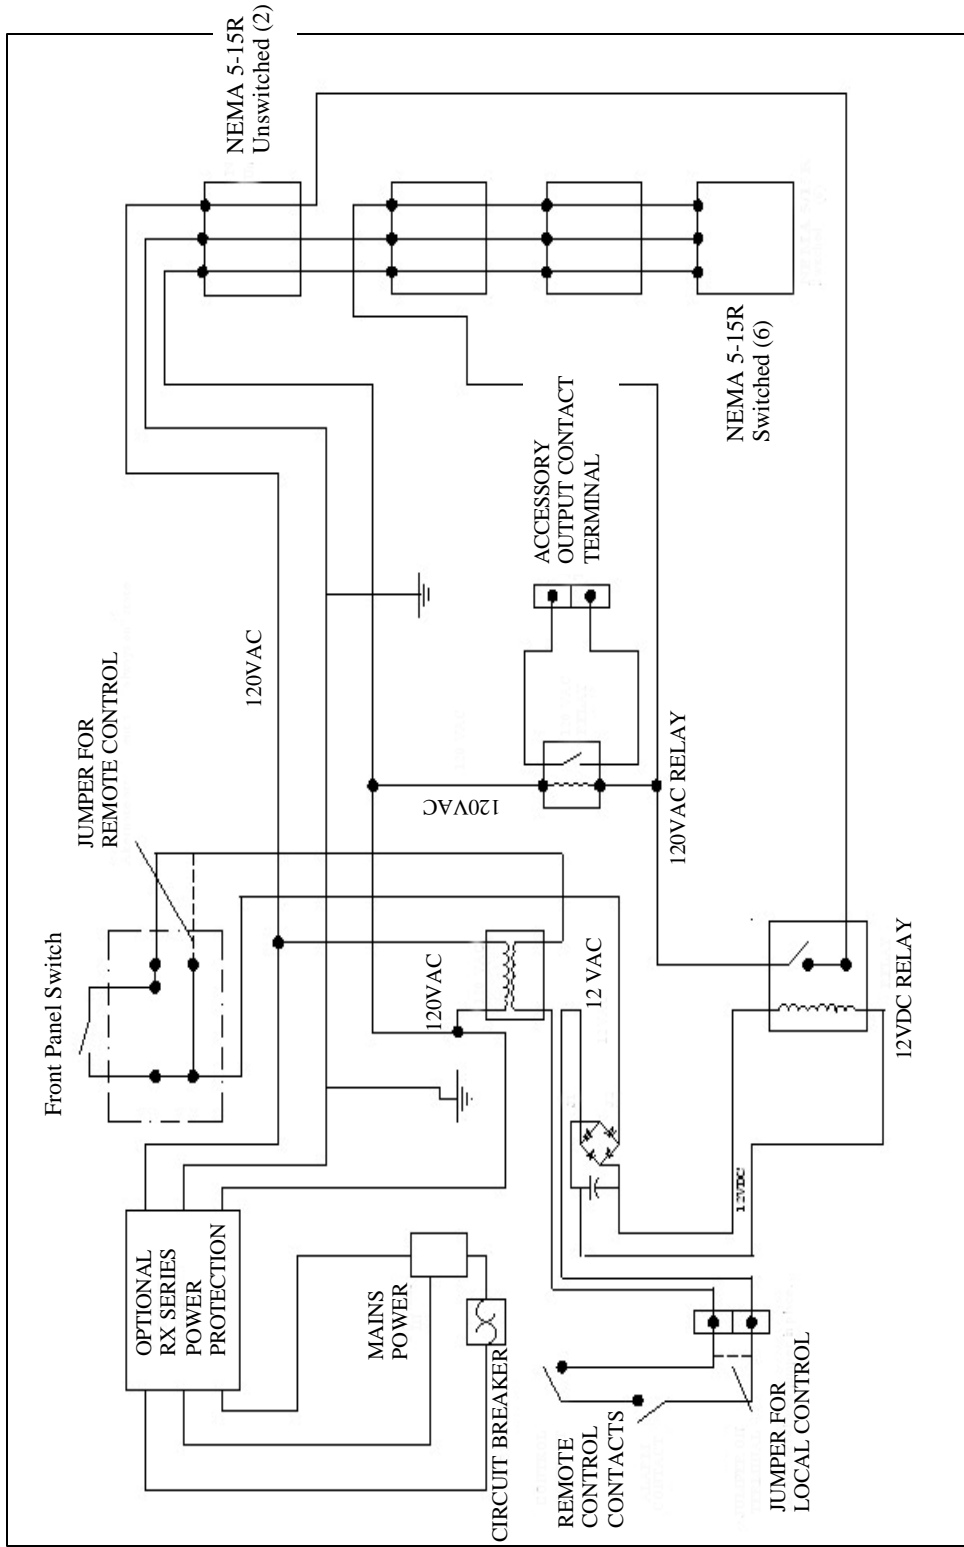 Front Panel Switch
JUMPER FOR
REMOTE CONTROL
NEMA 5-15R
Unswitched (2)
120VAC
OPTIONAL
RX SERIES
POWER
PROTECTION
MAINS
POWER
CIRCUIT BREAKER
120VAC
12 VAC
120VAC
120VAC RELAY
ACCESSORY
OUTPUT CONTACT
TERMINAL
NEMA 5-15R
Switched (6)
REMOTE
CONTROL
CONTACTS
JUMPER FOR
LOCAL CONTROL
12VDC
12VDC RELAY